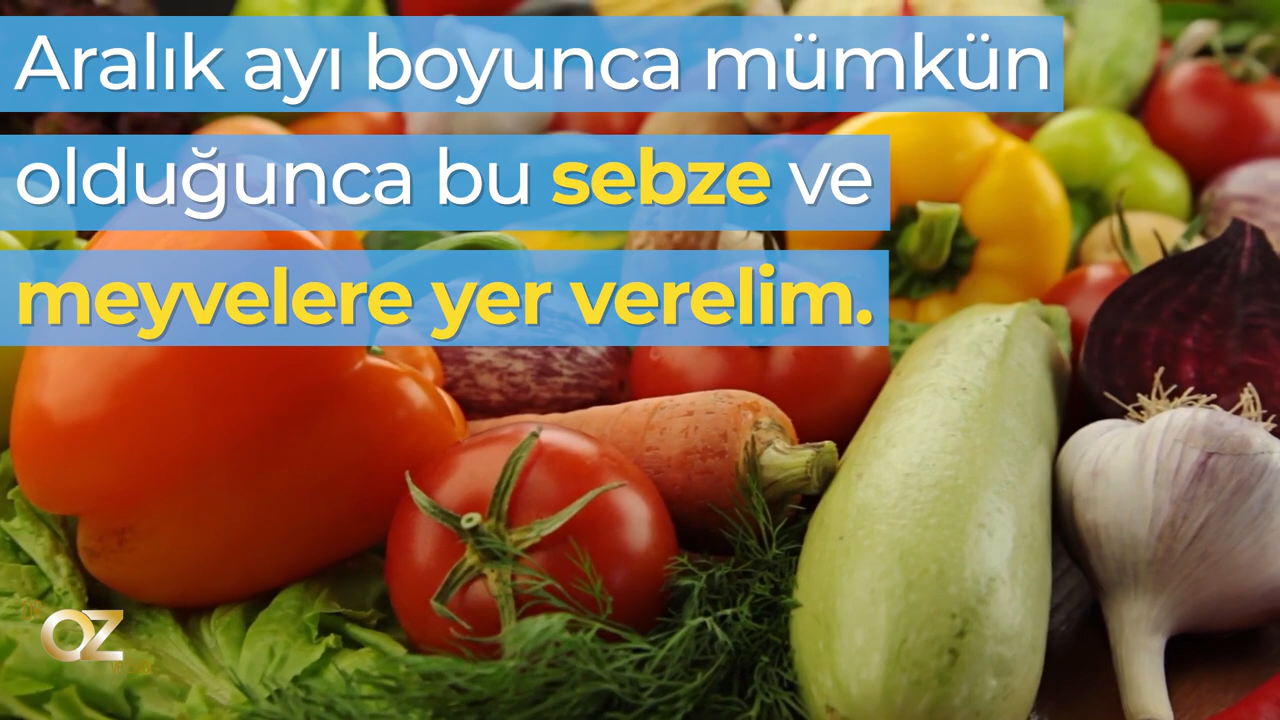 Aralık ayı boyunca mümkün
olduğunca bu sebze ve
meyvelere yer verelim.
OZ